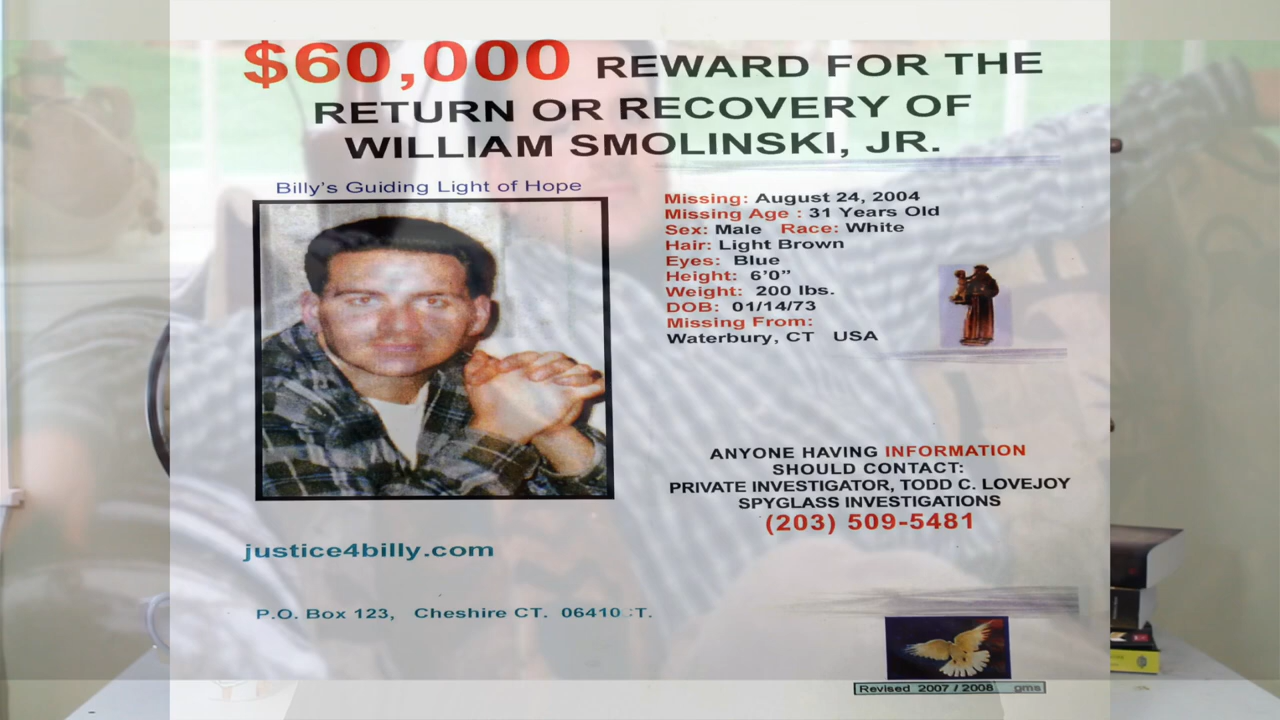 $60,000 REWARD FOR THE
RETURN OR RECOVERY OF
WILLIAM SMOLINSKI, JR.
Billy's Guiding Light of Hope
Missing: August 24, 2004
Missing Age : 31 Years Old
Sex: Male Race: White
Hair: Light Brown
Eyes: Blue
Height: 6'0"
Weight: 200 lbs.
DOB: 01/14/73
Missing From:
Waterbury, CT USA
ANYONE HAVING INFORMATION
SHOULD CONTACT:
PRIVATE INVESTIGATOR, TODD C. LOVEJOY
SPYGLASS INVESTIGATIONS
(203) 509-5481
justice4billy.com
P.O. Box 123, Cheshire CT. 06410 :T.
Revised 2007 / 2008 gms